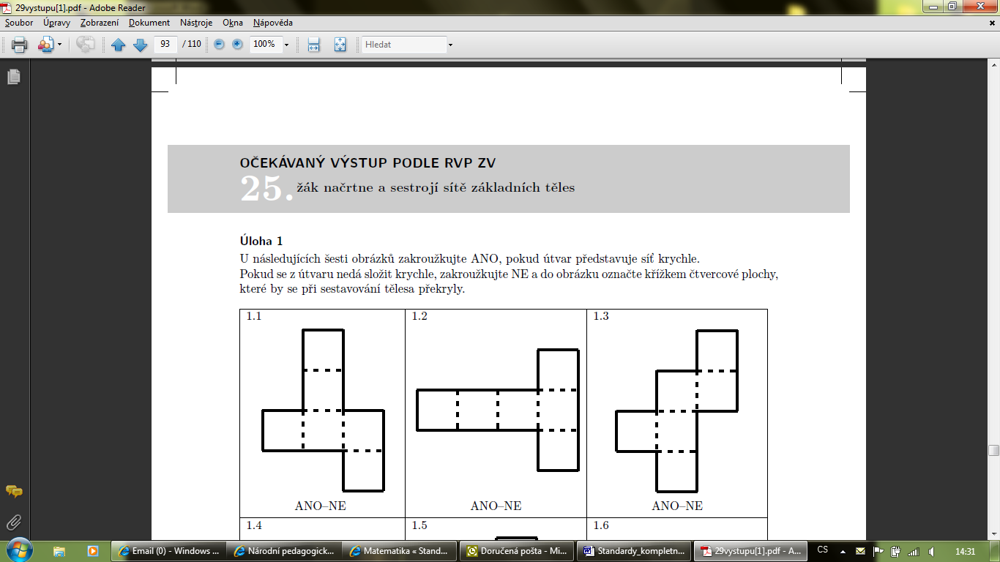 29vystupu[1].pdf - Adobe Reader
Soubor Úpravy Zobrazení Dokument Nástroje Okna Nápověda
93 / 110 100% Hledat
OČEKÁVANÝ VÝSTUP PODLE RVP ZV
25. žák načrtne a sestrojí sítě základních těles
Úloha 1
U následujících šesti obrázků zakroužkujte ANO, pokud útvar představuje síť krychle.
Pokud se z útvaru nedá složit krychle, zakroužkujte NE a do obrázku označte křížkem čtvercové plochy,
které by se při sestavování tělesa překryly.
1.1 1.2 1.3
ANO–NE ANO–NE ANO–NE
1.4 1.5 1.6
Email (0) - Windows ... Národní pedagogick... Matematika « Stand... Doručená pošta - Mi... Standardy_kompletn... 29vystupu[1].pdf - A... CS 14:31